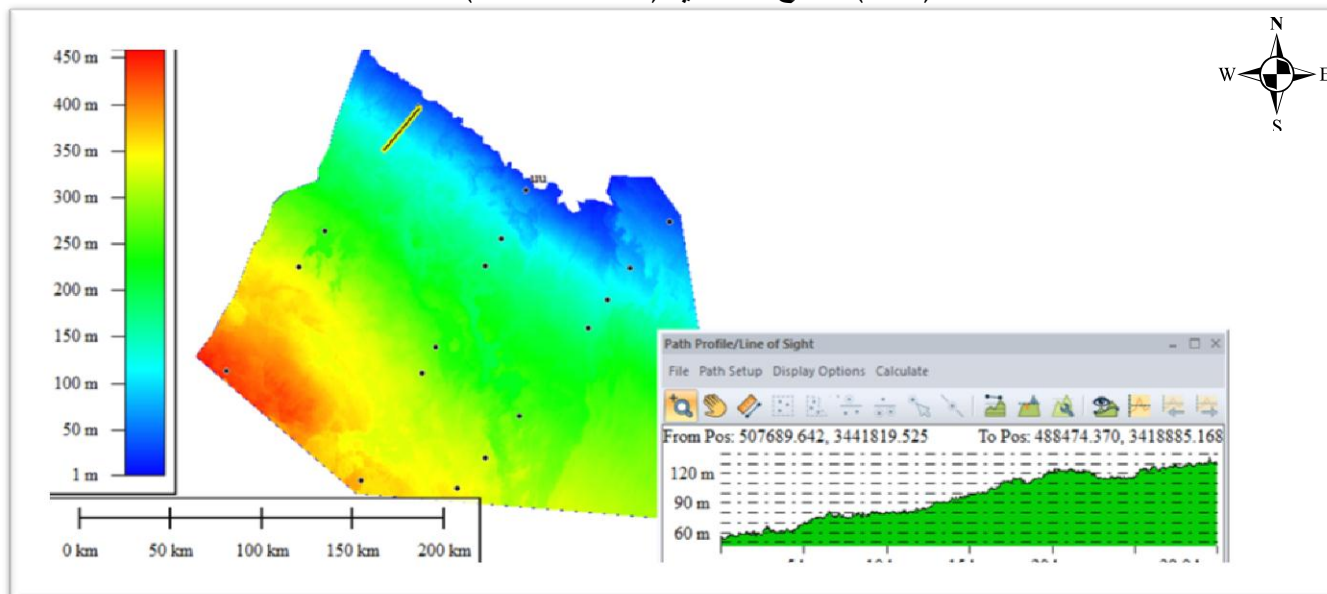 N
W E
S
450 m
400 m
350 m
300 m
250 m
200 m
150 m
100 m
50 m
1 m
0 km 50 km 100 km 150 km 200 km
Path Profile/Line of Sight
File Path Setup Display Options Calculate
From Pos: 507689.642, 3441819.525 To Pos: 488474.370, 3418885.168
120 m
90 m
60 m